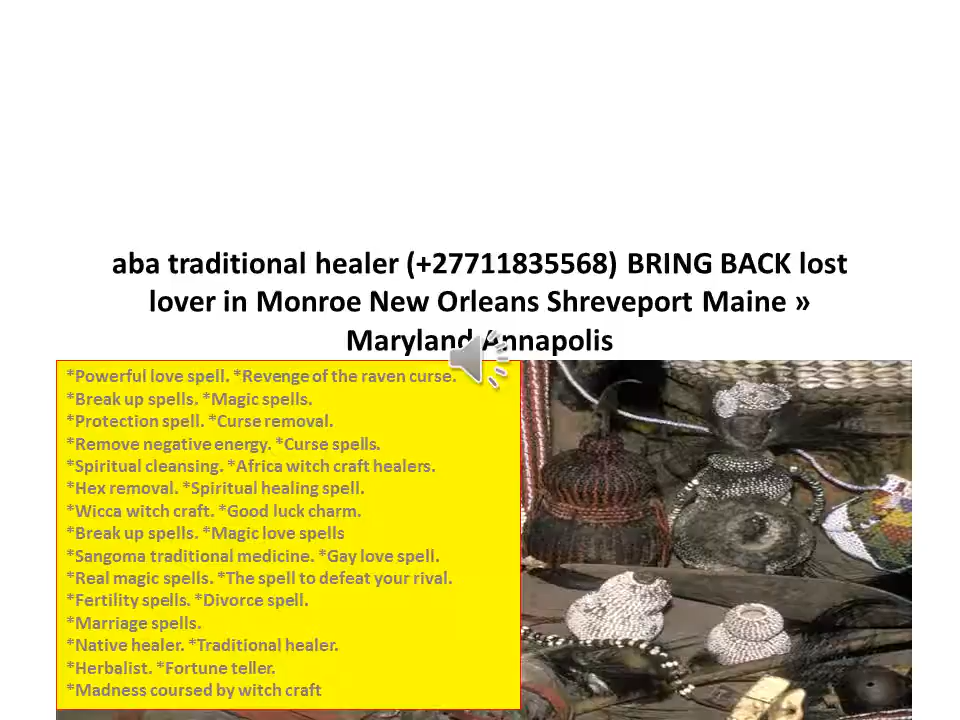 aba traditional healer (+27711835568) BRING BACK lost
lover in Monroe New Orleans Shreveport Maine »
Maryland Annapolis
*Powerful love spell. *Revenge of the raven curse.
*Break up spells. *Magic spells.
*Protection spell. *Curse removal.
*Remove negative energy. *Curse spells.
*Spiritual cleansing. *Africa witch craft healers.
*Hex removal. *Spiritual healing spell.
*Wicca witch craft. *Good luck charm.
*Break up spells. *Magic love spells
*Sangoma traditional medicine. *Gay love spell.
*Real magic spells. *The spell to defeat your rival.
*Fertility spells. *Divorce spell.
*Marriage spells.
*Native healer. *Traditional healer.
*Herbalist. *Fortune teller.
*Madness coursed by witch craft